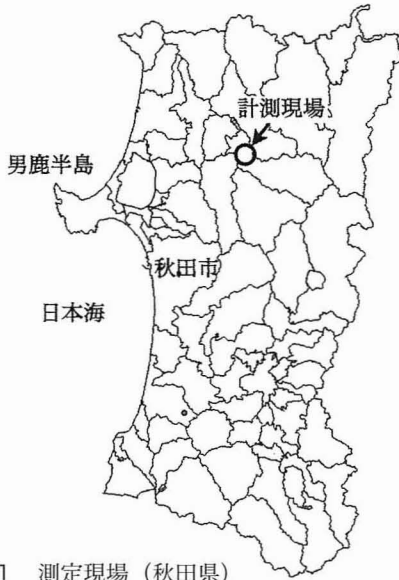 計測現場
男鹿半島
秋田市
日本海
測定現場（秋田県）